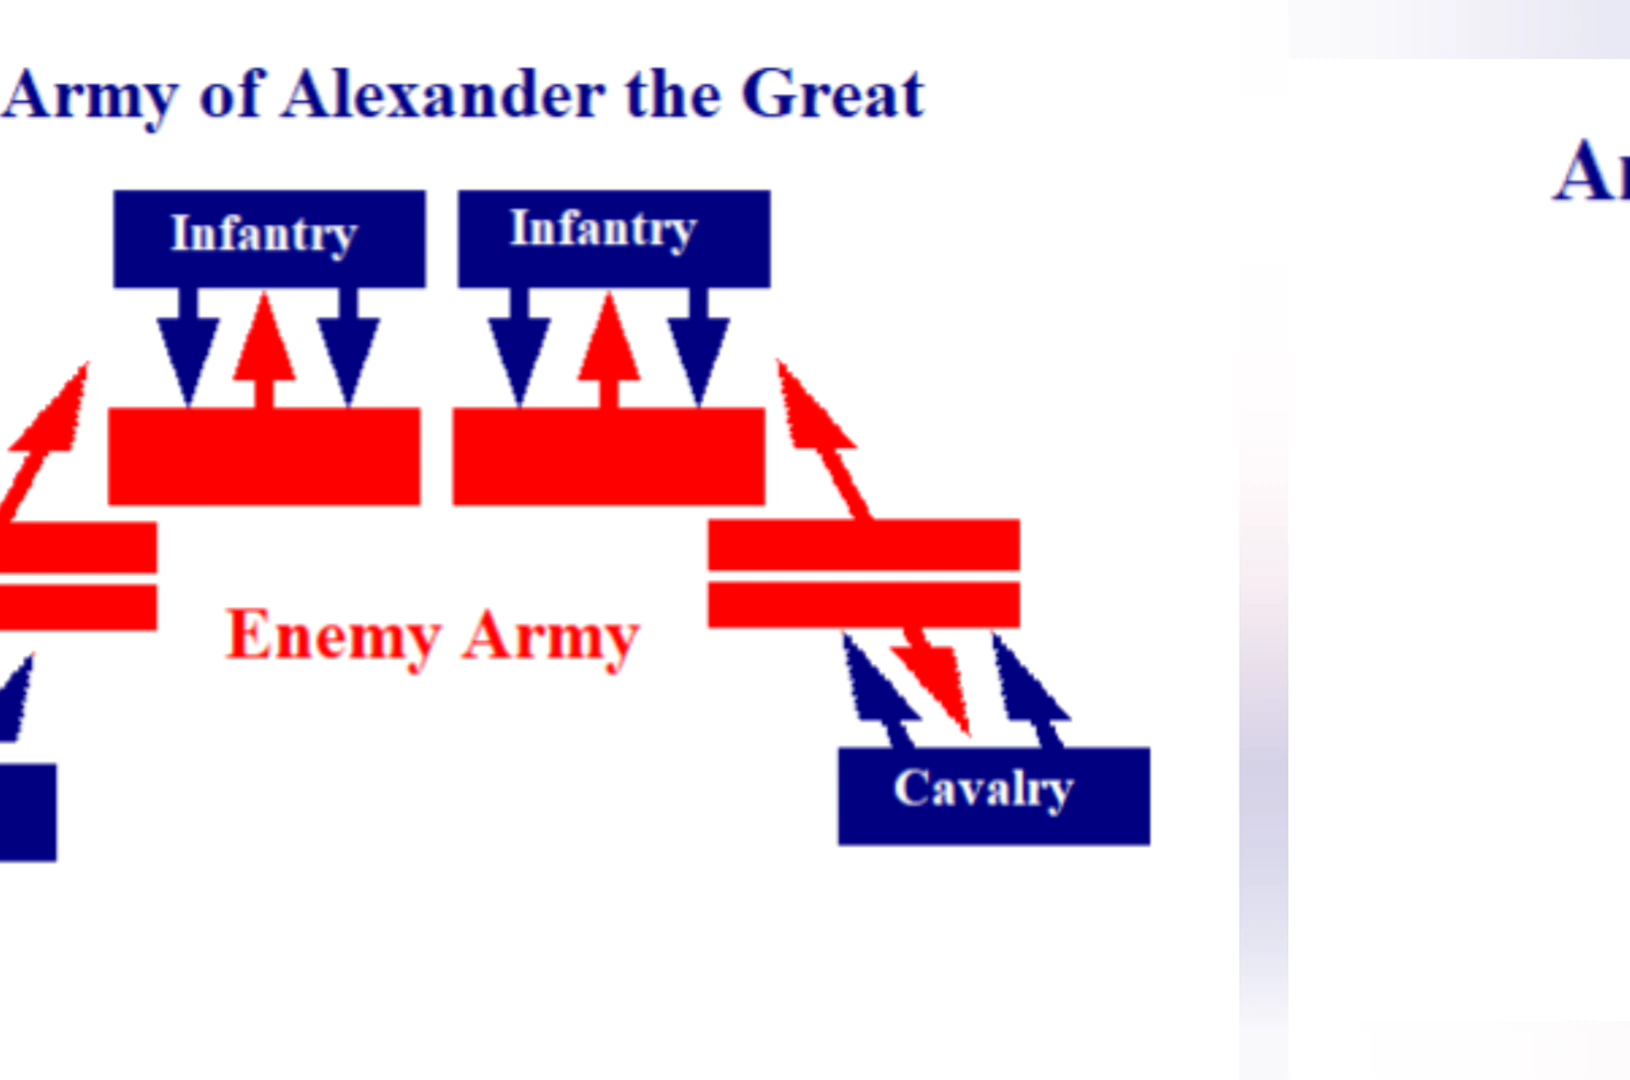 Army of Alexander the Great
Infantry
Infantry
Enemy Army
Cavalry